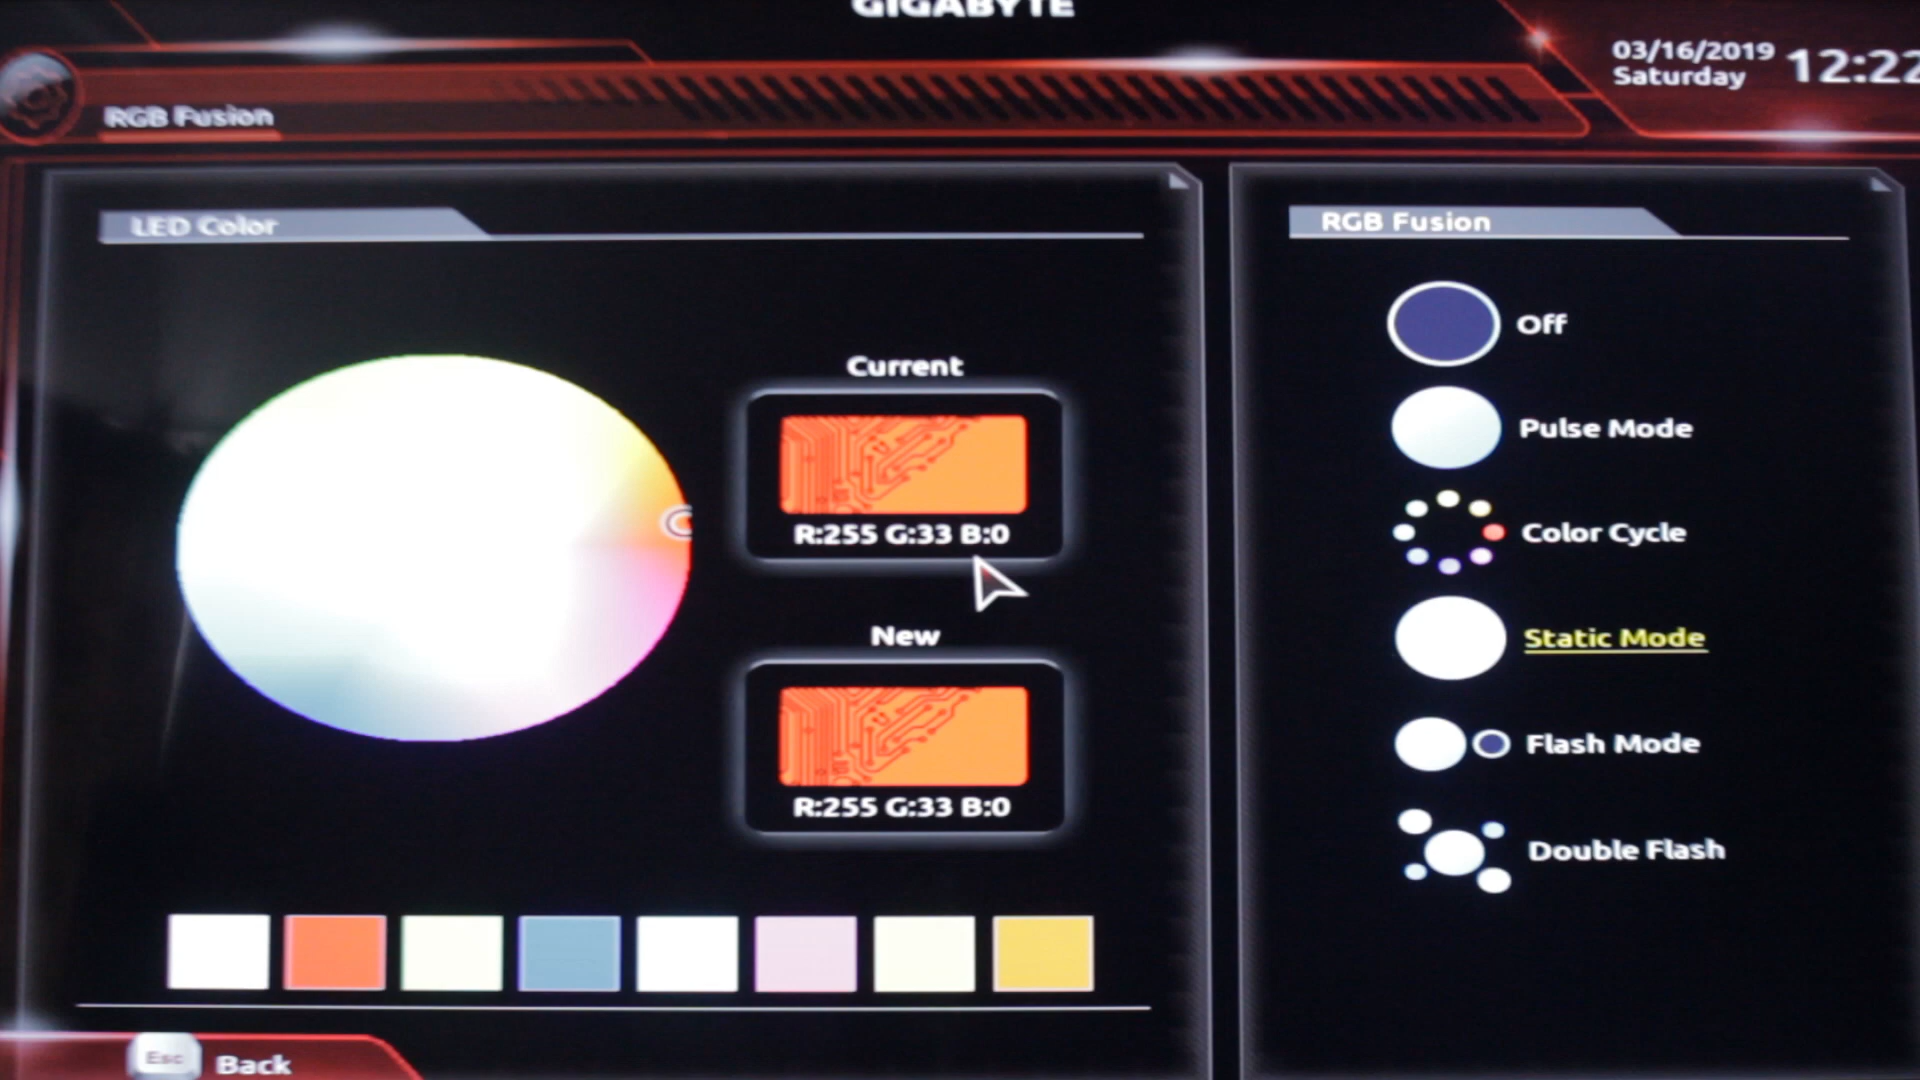 GIGABYTE
03/16/2019
Saturday
12:22
RGB Fusion
LED Color
Current
R:255 G:33 B:0
New
R:255 G:33 B:0
Esc
Back
RGB Fusion
Off
Pulse Mode
Color Cycle
Static Mode
Flash Mode
Double Flash